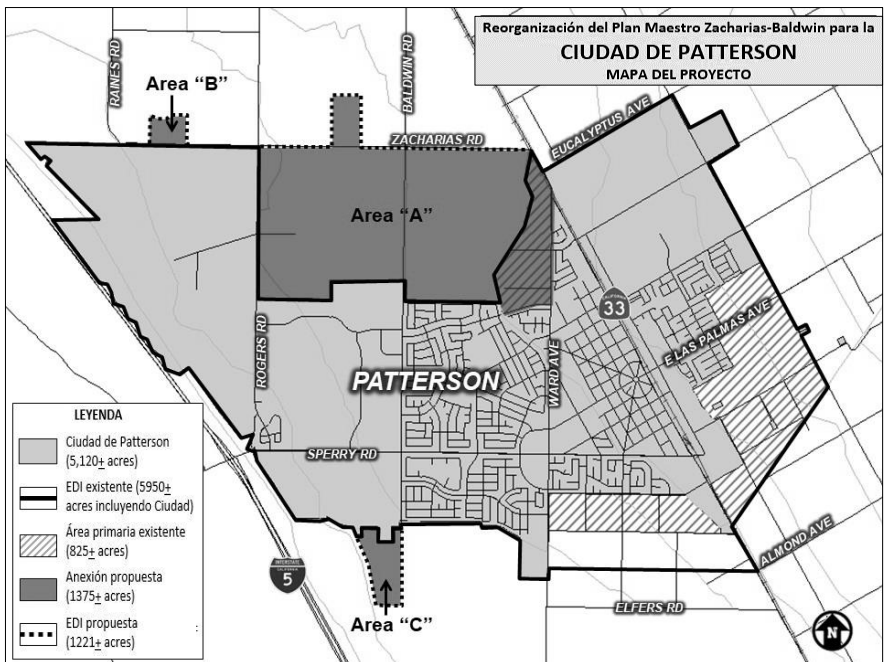 Reorganización del Plan Maestro Zacharias-Baldwin para la
CIUDAD DE PATTERSON
MAPA DEL PROYECTO
RAINES RD
BALDWIN RD
Area “B”
ZACHARIAS RD
EUCALYPTUS AVE
Area “A”
CALIFORNIA
33
E LAS PALMAS AVE
ROGERS RD
WARD AVE
PATTERSON
SPERRY RD
LEYENDA
Ciudad de Patterson
(5,120± acres)
EDI existente (5950±
acres incluyendo Ciudad)
Área primaria existente
(825± acres)
Anexión propuesta
(1375± acres)
EDI propuesta
(1221± acres)
:
INTERSTATE
CALIFORNIA
5
Area “C”
ALMOND AVE
ELFERS RD
N